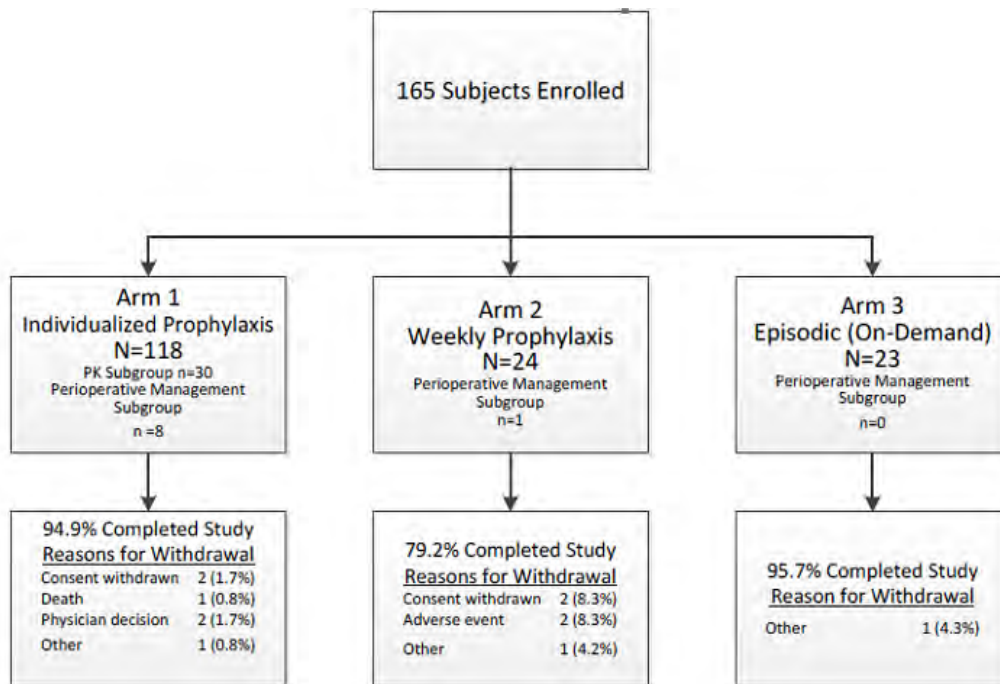 165 Subjects Enrolled
Arm 1
Individualized Prophylaxis
N=118
PK Subgroup n=30
Perioperative Management
Subgroup
n =8
Arm 2
Weekly Prophylaxis
N=24
Perioperative Management
Subgroup
n=1
Arm 3
Episodic (On-Demand)
N=23
Perioperative Management
Subgroup
n=0
94.9% Completed Study
Reasons for Withdrawal
Consent withdrawn 2 (1.7%)
Death 1 (0.8%)
Physician decision 2 (1.7%)
Other 1 (0.8%)
79.2% Completed Study
Reasons for Withdrawal
Consent withdrawn 2 (8.3%)
Adverse event 2 (8.3%)
Other 1 (4.2%)
95.7% Completed Study
Reason for Withdrawal
Other 1 (4.3%)